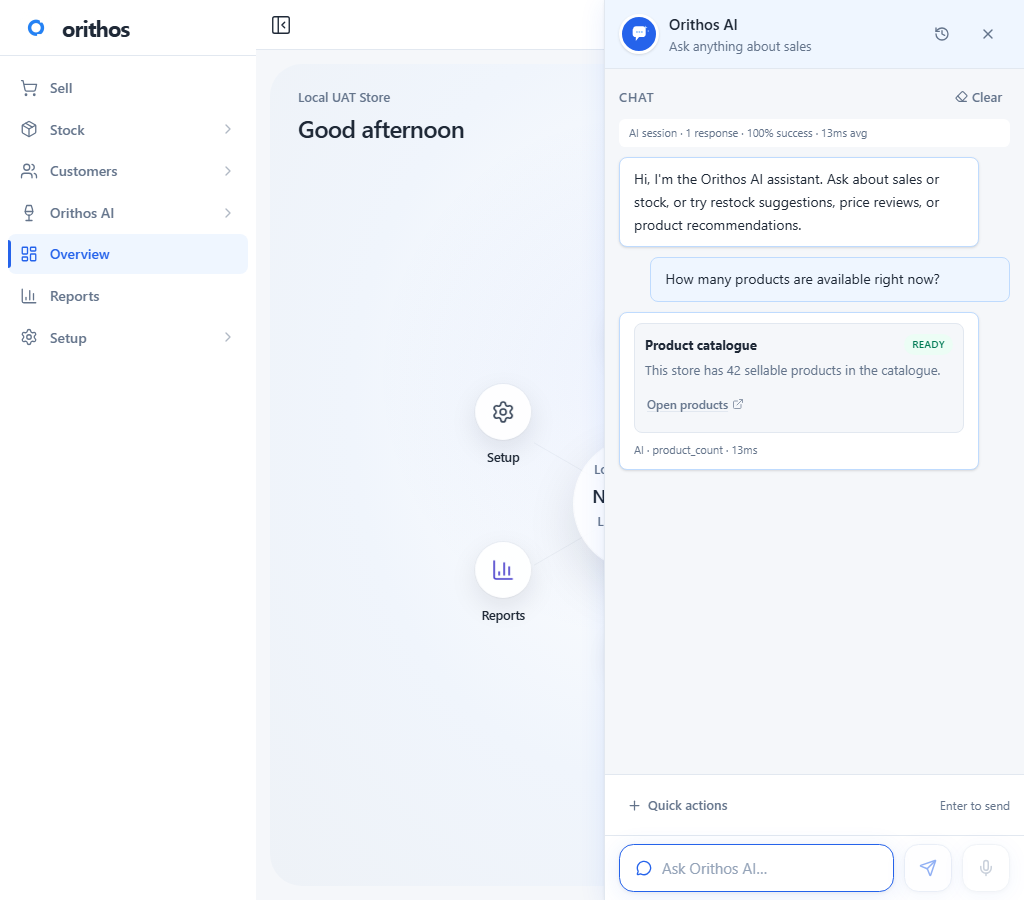 orithos
Sell
Stock
Customers
Orithos AI
Overview
Reports
Setup
Local UAT Store
Good afternoon
Setup
Reports
Orithos AI
Ask anything about sales
CHAT
Clear
AI session · 1 response · 100% success · 13ms avg
Hi, I'm the Orithos AI assistant. Ask about sales or
stock, or try restock suggestions, price reviews, or
product recommendations.
How many products are available right now?
Product catalogue
READY
This store has 42 sellable products in the catalogue.
Open products
AI · product_count · 13ms
Quick actions
Enter to send
Ask Orithos AI...